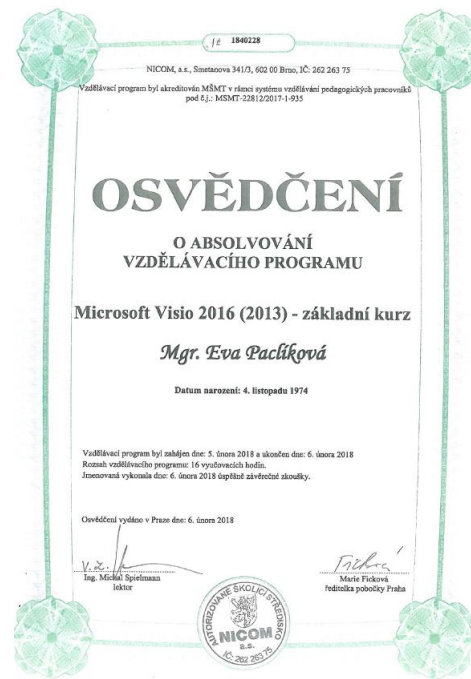 1840228
NICOM, a.s., Smetanova 341/3, 602 00 Brno, IČ: 262 263 75
Vzdělávací program byl akreditován MŠMT v rámci systému vzdělávání pedagogických pracovníků
pod č.j.: MSMT-22812/2017-1-935
OSVĚDČENÍ
O ABSOLVOVÁNÍ
VZDĚLÁVACÍHO PROGRAMU
Microsoft Visio 2016 (2013) - základní kurz
Mgr. Eva Paclíková
Datum narození: 4. listopadu 1974
Vzdělávací program byl zahájen dne: 5. února 2018 a ukončen dne: 6. února 2018
Rozsah vzdělávacího programu: 16 vyučovacích hodin.
Jmenovaná vykonala dne: 6. února 2018 úspěšně závěrečné zkoušky.
Osvědčení vydáno v Praze dne: 6. února 2018
V. Z.
Ing. Michal Spielmann
lektor
Marie Ficková
ředitelka pobočky Praha
AUTORIZOVANÉ ŠKOLICÍ STŘEDISKO
NICOM
a.s.
IČ: 262 263 75